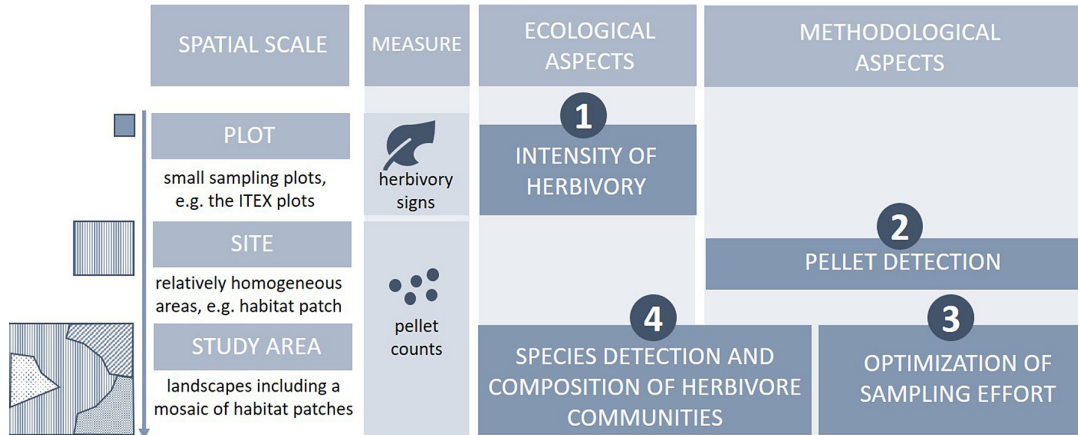 SPATIAL SCALE
MEASURE
ECOLOGICAL
ASPECTS
METHODOLOGICAL
ASPECTS
PLOT
small sampling plots,
e.g. the ITEX plots
herbivory
signs
1
INTENSITY OF
HERBIVORY
SITE
relatively homogeneous
areas, e.g. habitat patch
2
PELLET DETECTION
pellet
counts
STUDY AREA
landscapes including a
mosaic of habitat patches
4
SPECIES DETECTION AND
COMPOSITION OF HERBIVORE
COMMUNITIES
3
OPTIMIZATION OF
SAMPLING EFFORT